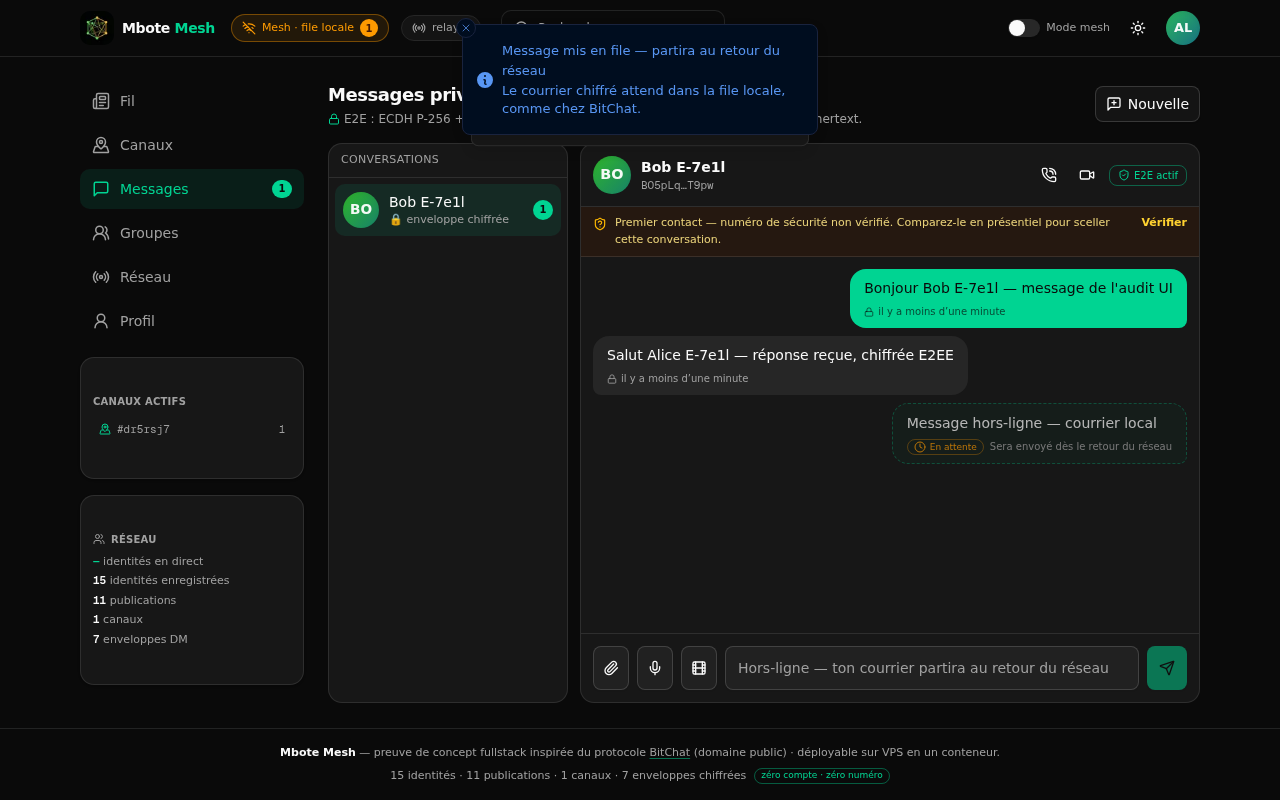 Mbote Mesh
Mesh · file locale 1
relay
Mode mesh
AL
Message mis en file — partira au retour du
réseau
Le courrier chiffré attend dans la file locale,
comme chez BitChat.
Fil
Canaux
Messages 1
Groupes
Réseau
Profil
CANAUX ACTIFS
#dr5rsj7 1
RÉSEAU
— identités en direct
15 identités enregistrées
11 publications
1 canaux
7 enveloppes DM
Messages
E2E : ECDH P-256 +
Nouvelle
CONVERSATIONS
BO
Bob E-7e1l
🔒 enveloppe chiffrée
1
BO
Bob E-7e1l
BO5pLq…T9pw
E2E actif
Premier contact — numéro de sécurité non vérifié. Comparez-le en présentiel pour sceller
cette conversation.
Vérifier
Bonjour Bob E-7e1l — message de l'audit UI
il y a moins d’une minute
Salut Alice E-7e1l — réponse reçue, chiffrée E2EE
il y a moins d’une minute
Message hors-ligne — courrier local
En attente Sera envoyé dès le retour du réseau
Hors-ligne — ton courrier partira au retour du réseau
Mbote Mesh — preuve de concept fullstack inspirée du protocole BitChat (domaine public) · déployable sur VPS en un conteneur.
15 identités · 11 publications · 1 canaux · 7 enveloppes chiffrées zéro compte · zéro numéro